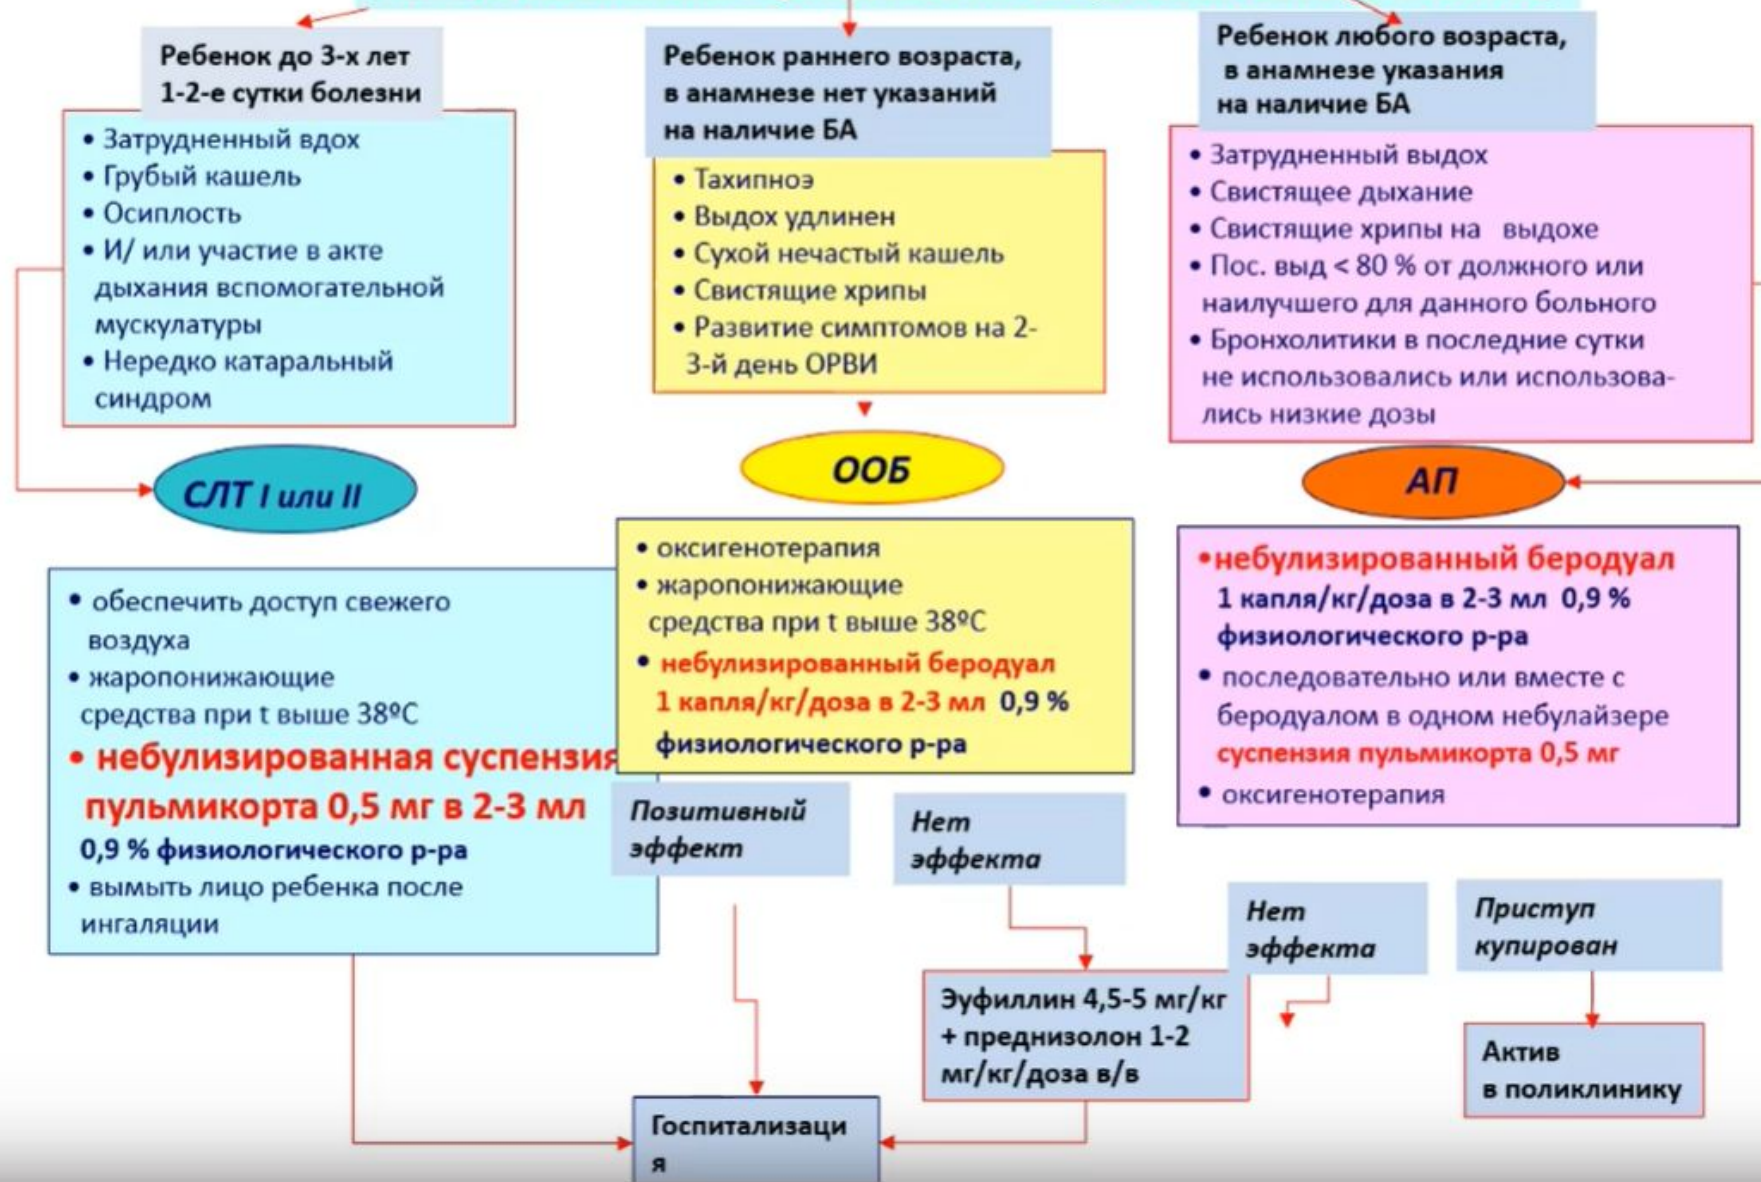 Ребенок до 3-х лет
1-2-е сутки болезни
• Затрудненный вдох
• Грубый кашель
• Осиплость
• И/ или участие в акте
дыхания вспомогательной
мускулатуры
• Нередко катаральный
синдром
СЛТ I или II
• обеспечить доступ свежего
воздуха
• жаропонижающие
средства при t выше 38ºС
• небулизированная суспензия
пульмикорта 0,5 мг в 2-3 мл
0,9 % физиологического р-ра
• вымыть лицо ребенка после
ингаляции
Ребенок раннего возраста,
в анамнезе нет указаний
на наличие БА
• Тахипноэ
• Выдох удлинен
• Сухой нечастый кашель
• Свистящие хрипы
• Развитие симптомов на 2-
3-й день ОРВИ
ООБ
• оксигенотерапия
• жаропонижающие
средства при t выше 38ºС
• небулизированный беродуал
1 капля/кг/доза в 2-3 мл 0,9 %
физиологического р-ра
Позитивный
эффект
Нет
эффекта
Эуфиллин 4,5-5 мг/кг
+ преднизолон 1-2
мг/кг/доза в/в
Госпитализаци
я
Ребенок любого возраста,
в анамнезе указания
на наличие БА
• Затрудненный выдох
• Свистящее дыхание
• Свистящие хрипы на выдохе
• Пос. выд < 80 % от должного или
наилучшего для данного больного
• Бронхолитики в последние сутки
не использовались или использова-
лись низкие дозы
АП
•небулизированный беродуал
1 капля/кг/доза в 2-3 мл 0,9 %
физиологического р-ра
• последовательно или вместе с
беродуалом в одном небулайзере
суспензия пульмикорта 0,5 мг
• оксигенотерапия
Нет
эффекта
Приступ
купирован
Актив
в поликлинику